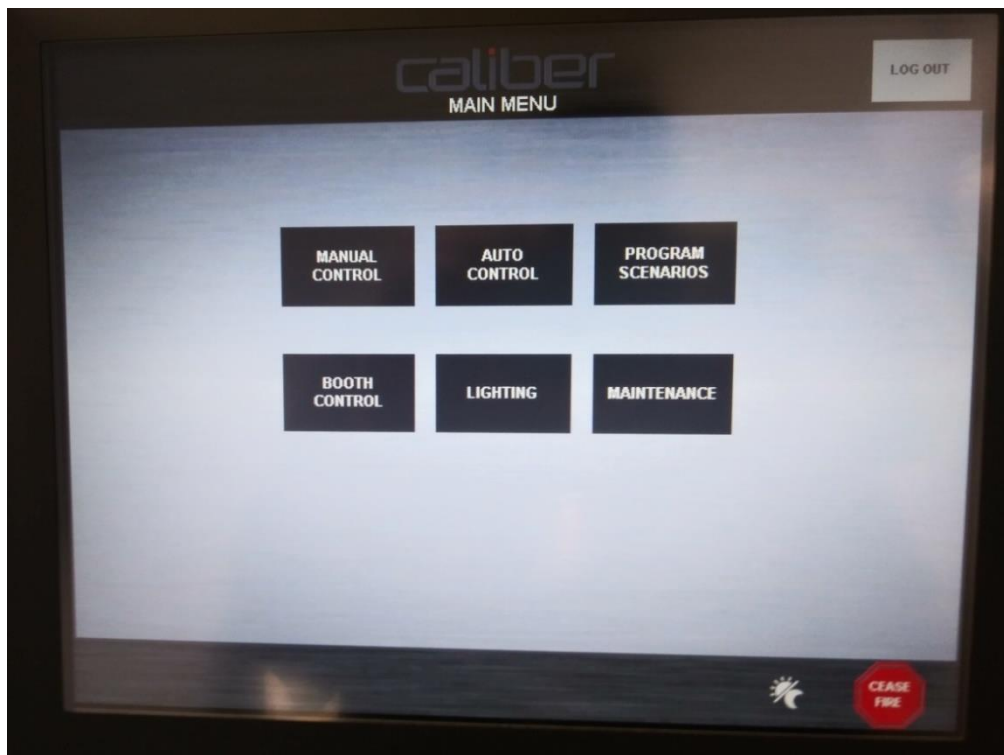 caliber
MAIN MENU
LOG OUT
MANUAL
CONTROL
AUTO
CONTROL
PROGRAM
SCENARIOS
BOOTH
CONTROL
LIGHTING
MAINTENANCE
CEASE
FIRE